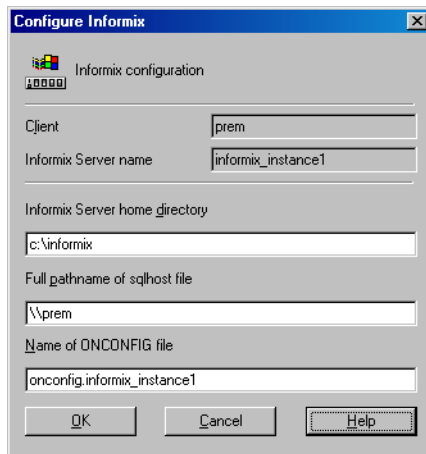 Configure Informix
Informix configuration
Client prem
Informix Server name informix_instance1
Informix Server home directory
c:\informix
Full pathname of sqlhost file
\\prem
Name of ONCONFIG file
onconfig.informix_instance1
OK Cancel Help